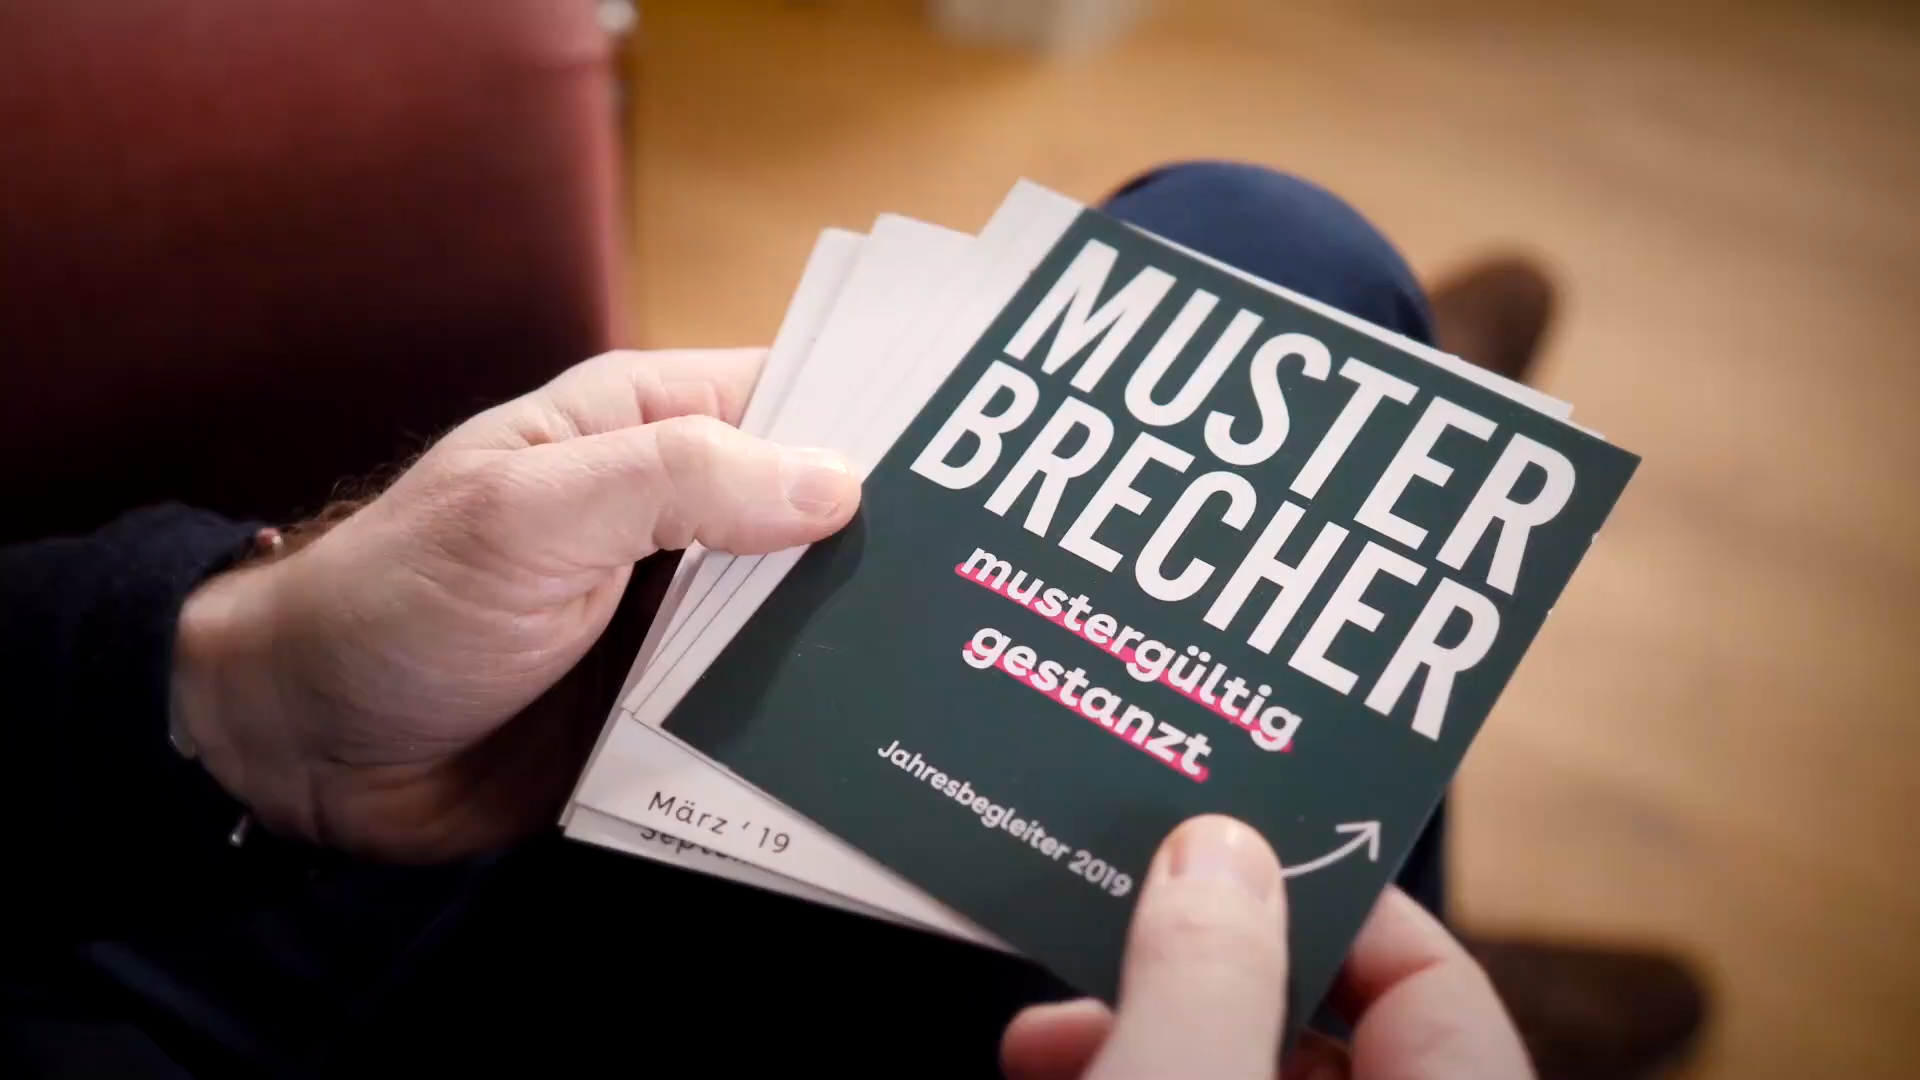 MUSTER
BRECHER
mustergültig
gestanzt
Jahresbegleiter 2019
März ‘ 19